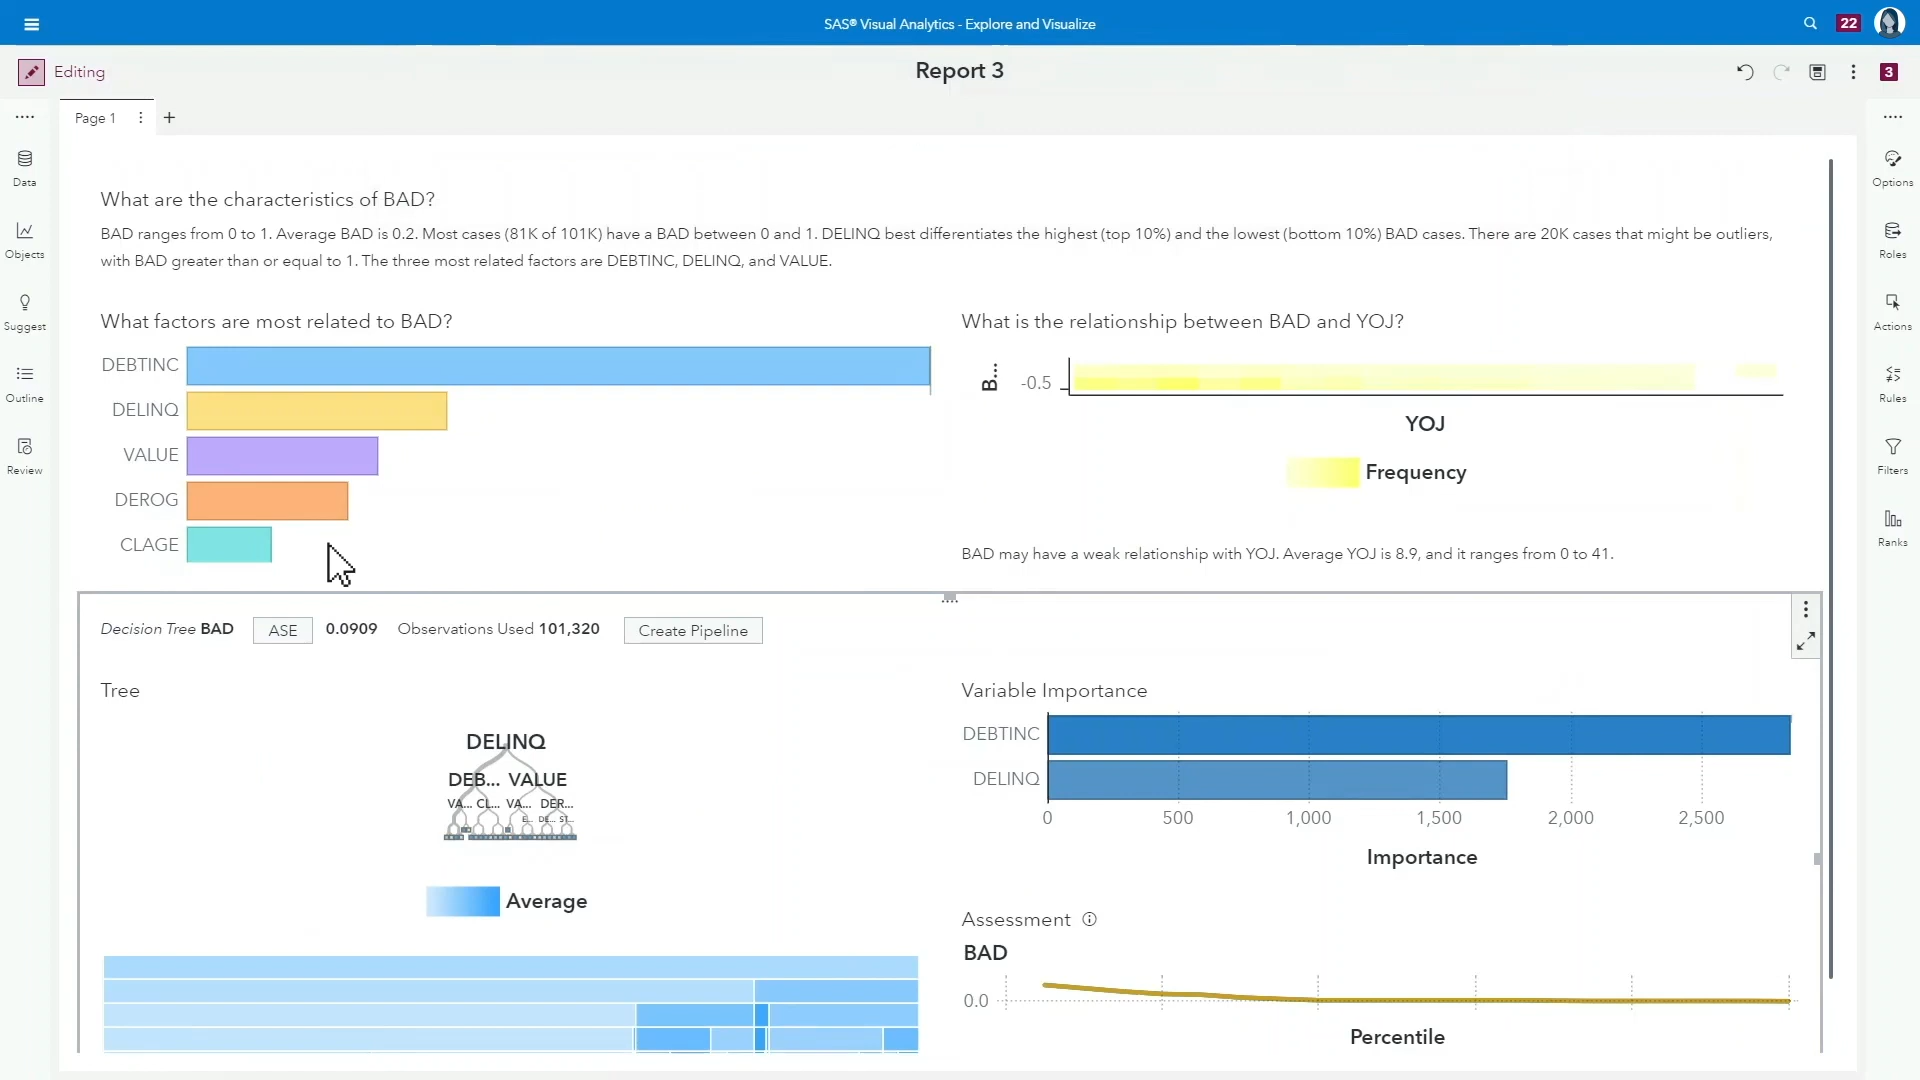 SAS® Visual Analytics - Explore and Visualize
22
Editing
Report 3
3
Page 1
Data
Objects
Suggest
Outline
Review
Options
Roles
Actions
Rules
Filters
Ranks
What are the characteristics of BAD?
BAD ranges from 0 to 1. Average BAD is 0.2. Most cases (81K of 101K) have a BAD between 0 and 1. DELINQ best differentiates the highest (top 10%) and the lowest (bottom 10%) BAD cases. There are 20K cases that might be outliers,
with BAD greater than or equal to 1. The three most related factors are DEBTINC, DELINQ, and VALUE.
What factors are most related to BAD?
DEBTINC
DELINQ
VALUE
DEROG
CLAGE
What is the relationship between BAD and YOJ?
B...
-0.5
YOJ
Frequency
BAD may have a weak relationship with YOJ. Average YOJ is 8.9, and it ranges from 0 to 41.
Decision Tree BAD ASE 0.0909 Observations Used 101,320 Create Pipeline
Tree
DELINQ
DEB... VALUE
VA... CL... VA... DER...
E... DE... ST...
Average
Variable Importance
DEBTINC
DELINQ
0 500 1,000 1,500 2,000 2,500
Importance
Assessment
BAD
0.0
Percentile